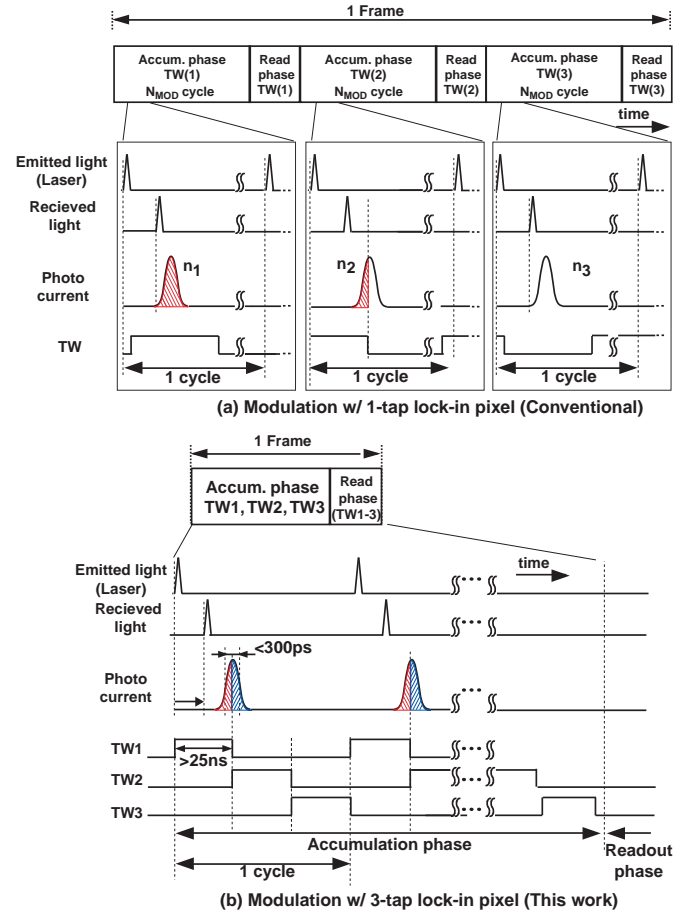 1 Frame
Accum. phase
TW(1)
NMOD cycle
Read
phase
TW(1)
Accum. phase
TW(2)
NMOD cycle
Read
phase
TW(2)
Accum. phase
TW(3)
NMOD cycle
Read
phase
TW(3)
time
Emitted light
(Laser)
Recieved
light
Photo
current
n1
n2
n3
TW
1 cycle
1 cycle
1 cycle
(a) Modulation w/ 1-tap lock-in pixel (Conventional)
1 Frame
Accum. phase
TW1, TW2, TW3
Read
phase
(TW1-3)
Emitted light
(Laser)
time
Recieved
light
<300ps
Photo
current
TW1
>25ns
TW2
TW3
Accumulation phase
Readout
phase
1 cycle
(b) Modulation w/ 3-tap lock-in pixel (This work)